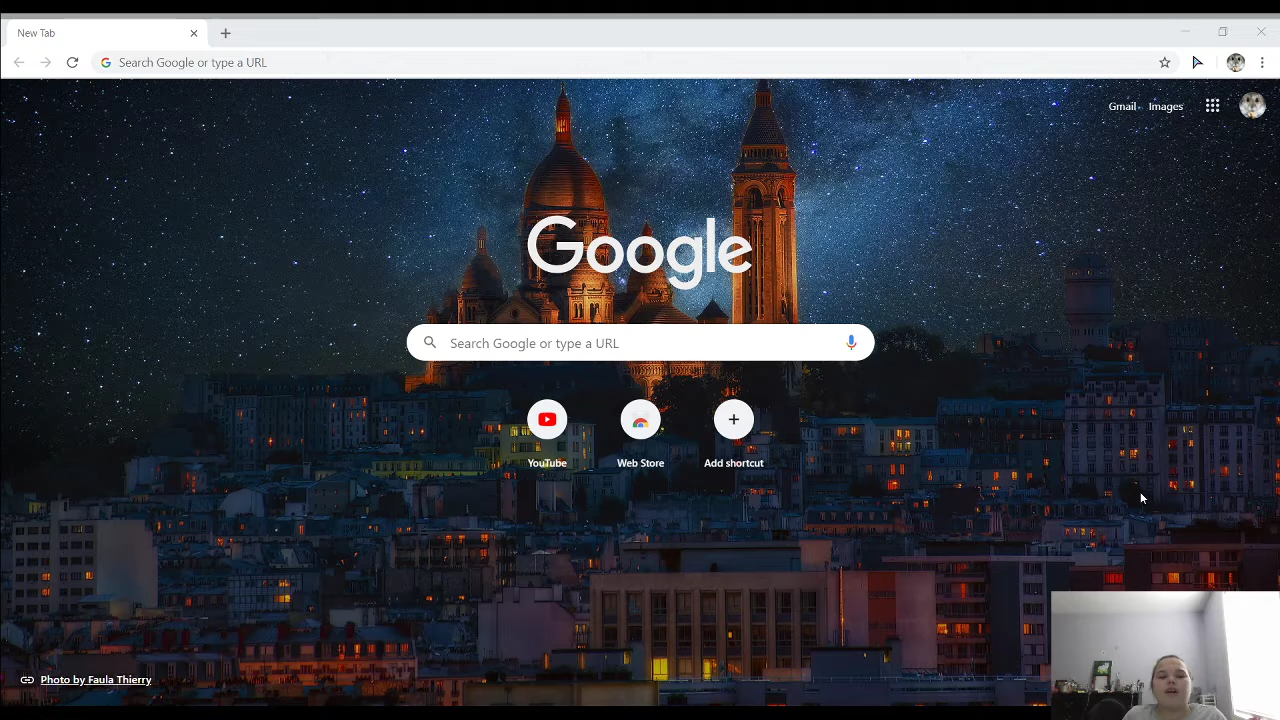 New Tab
Search Google or type a URL
Gmail
Images
Google
Search Google or type a URL
YouTube
Web Store
Add shortcut
Photo by Faula Thierry